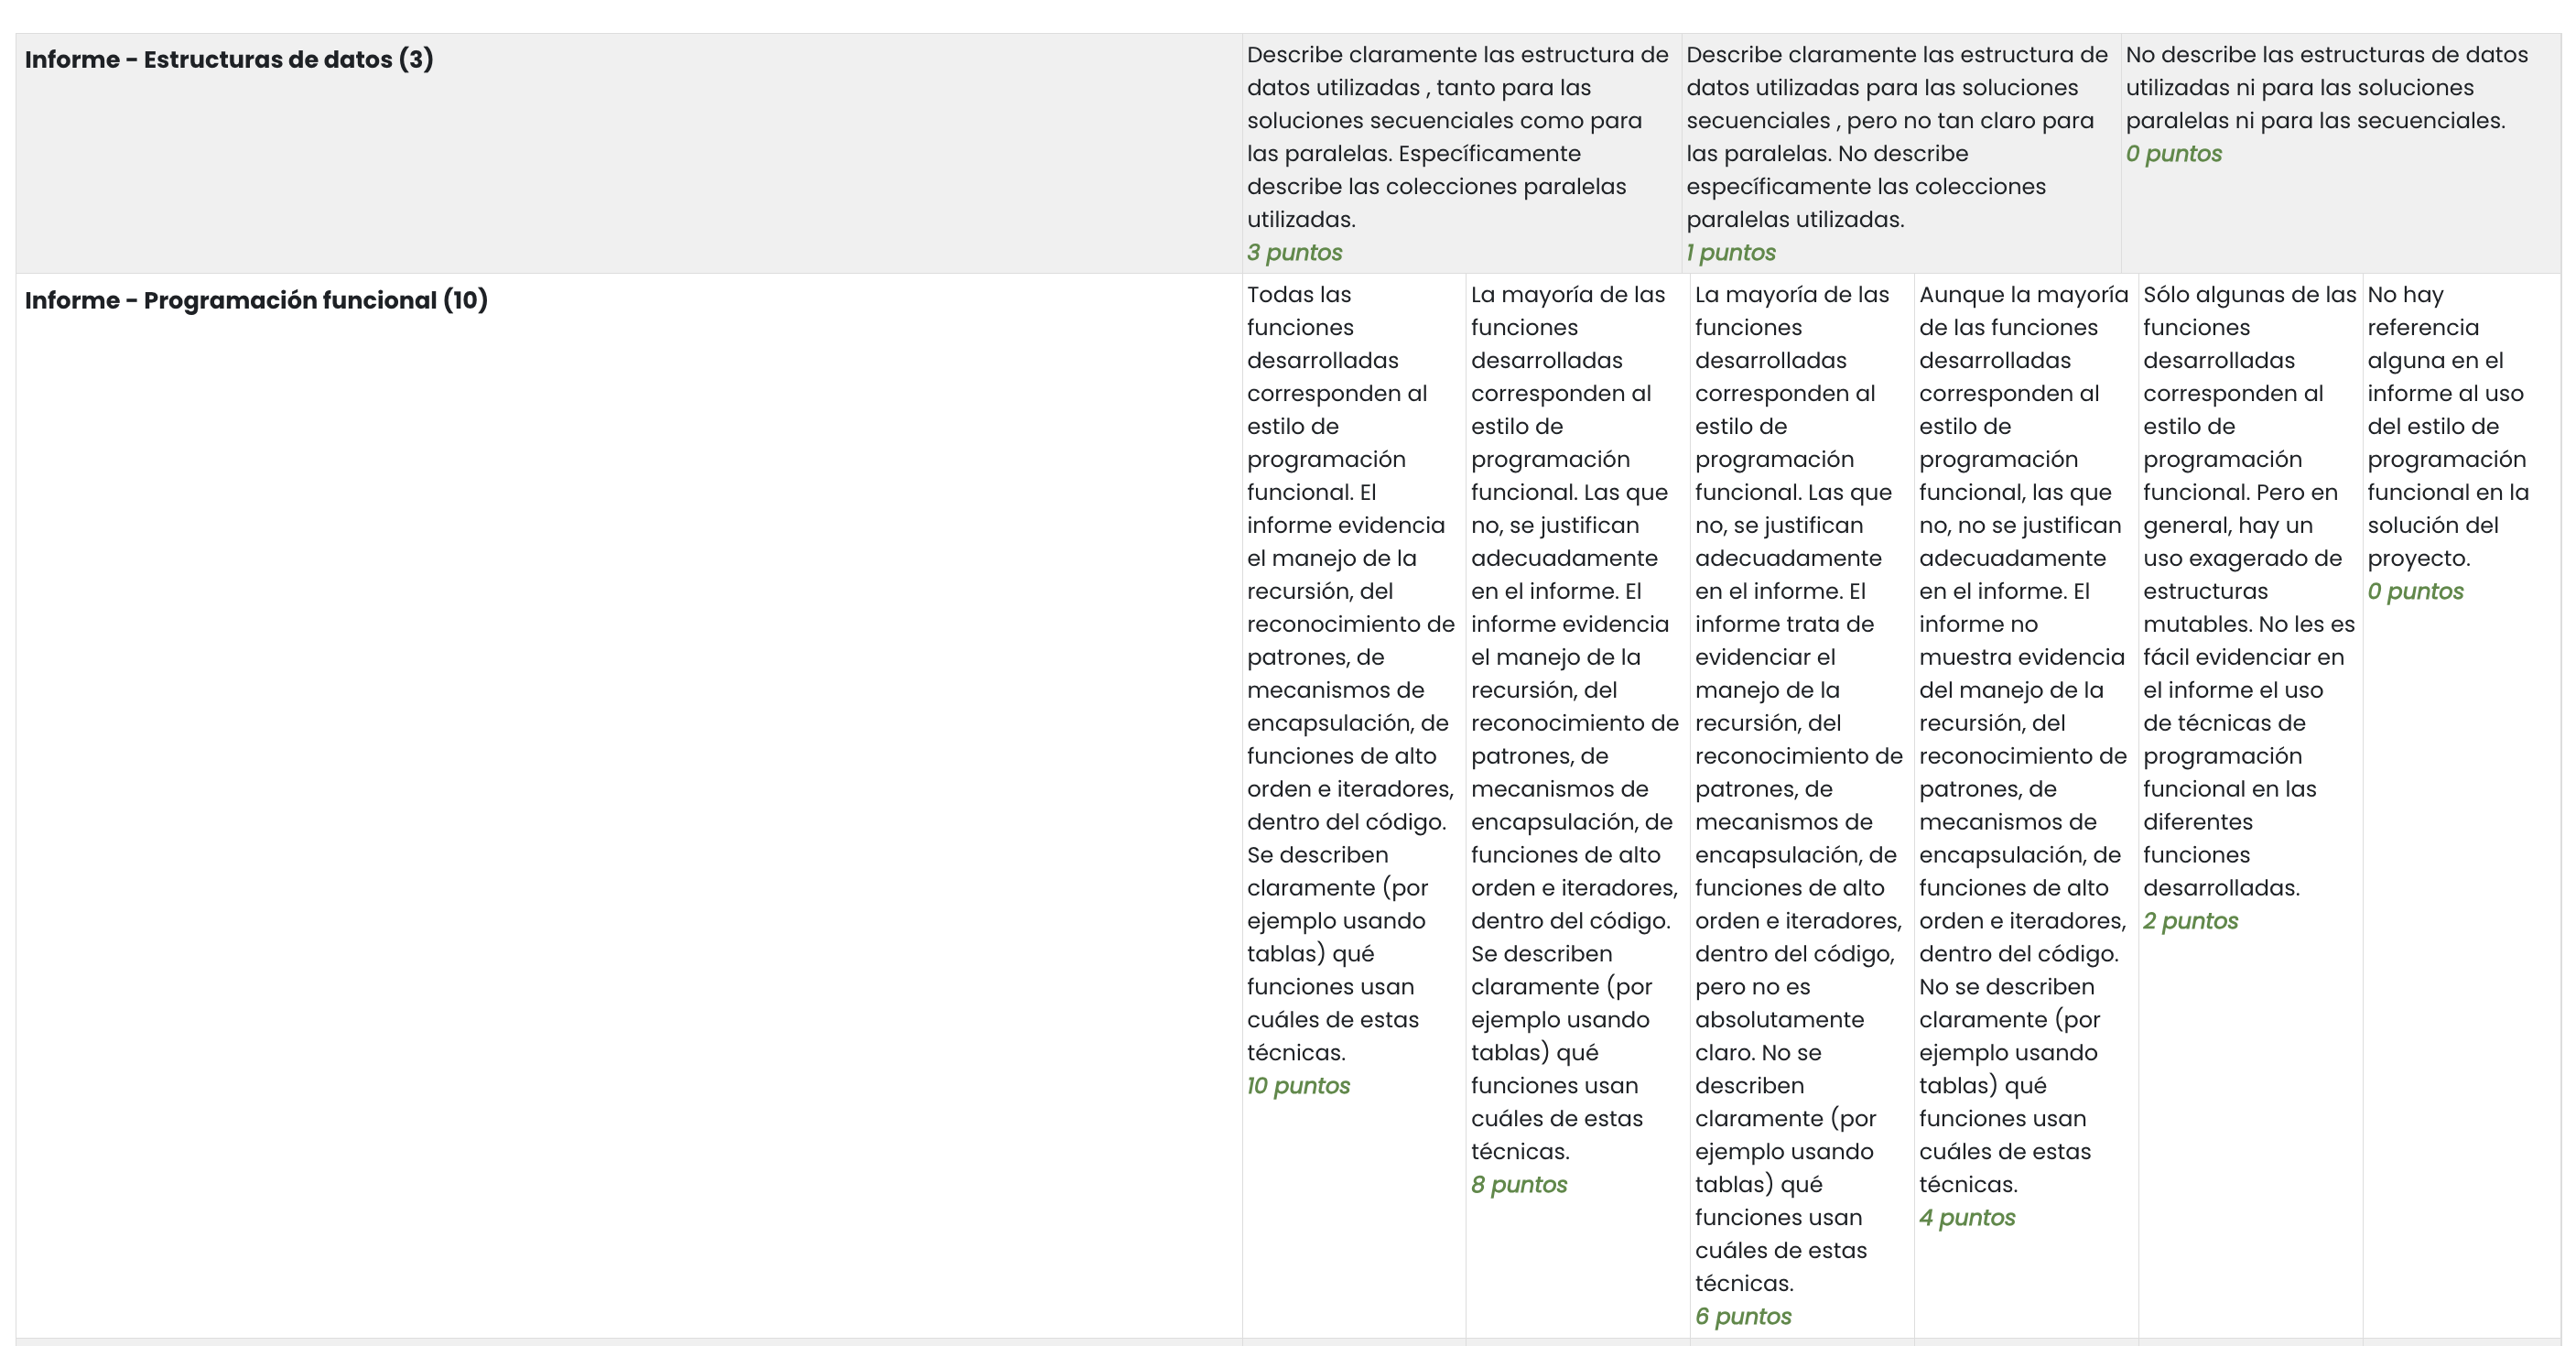 Informe - Estructuras de datos (3)
Describe claramente las estructura de
datos utilizadas , tanto para las
soluciones secuenciales como para
las paralelas. Específicamente
describe las colecciones paralelas
utilizadas.
3 puntos
Describe claramente las estructura de
datos utilizadas para las soluciones
secuenciales , pero no tan claro para
las paralelas. No describe
específicamente las colecciones
paralelas utilizadas.
1 puntos
No describe las estructuras de datos
utilizadas ni para las soluciones
paralelas ni para las secuenciales.
0 puntos
Informe - Programación funcional (10)
Todas las
funciones
desarrolladas
corresponden al
estilo de
programación
funcional. El
informe evidencia
el manejo de la
recursión, del
reconocimiento de
patrones, de
mecanismos de
encapsulación, de
funciones de alto
orden e iteradores,
dentro del código.
Se describen
claramente (por
ejemplo usando
tablas) qué
funciones usan
cuáles de estas
técnicas.
10 puntos
La mayoría de las
funciones
desarrolladas
corresponden al
estilo de
programación
funcional. Las que
no, se justifican
adecuadamente
en el informe. El
informe evidencia
el manejo de la
recursión, del
reconocimiento de
patrones, de
mecanismos de
encapsulación, de
funciones de alto
orden e iteradores,
dentro del código.
Se describen
claramente (por
ejemplo usando
tablas) qué
funciones usan
cuáles de estas
técnicas.
8 puntos
La mayoría de las
funciones
desarrolladas
corresponden al
estilo de
programación
funcional. Las que
no, se justifican
adecuadamente
en el informe. El
informe trata de
evidenciar el
manejo de la
recursión, del
reconocimiento de
patrones, de
mecanismos de
encapsulación, de
funciones de alto
orden e iteradores,
dentro del código,
pero no es
absolutamente
claro. No se
describen
claramente (por
ejemplo usando
tablas) qué
funciones usan
cuáles de estas
técnicas.
6 puntos
Aunque la mayoría
de las funciones
desarrolladas
corresponden al
estilo de
programación
funcional, las que
no, no se justifican
adecuadamente
en el informe. El
informe no
muestra evidencia
del manejo de la
recursión, del
reconocimiento de
patrones, de
mecanismos de
encapsulación, de
funciones de alto
orden e iteradores,
dentro del código.
No se describen
claramente (por
ejemplo usando
tablas) qué
funciones usan
cuáles de estas
técnicas.
4 puntos
Sólo algunas de las
funciones
desarrolladas
corresponden al
estilo de
programación
funcional. Pero en
general, hay un
uso exagerado de
estructuras
mutables. No les es
fácil evidenciar en
el informe el uso
de técnicas de
programación
funcional en las
diferentes
funciones
desarrolladas.
2 puntos
No hay
referencia
alguna en el
informe al uso
del estilo de
programación
funcional en la
solución del
proyecto.
0 puntos